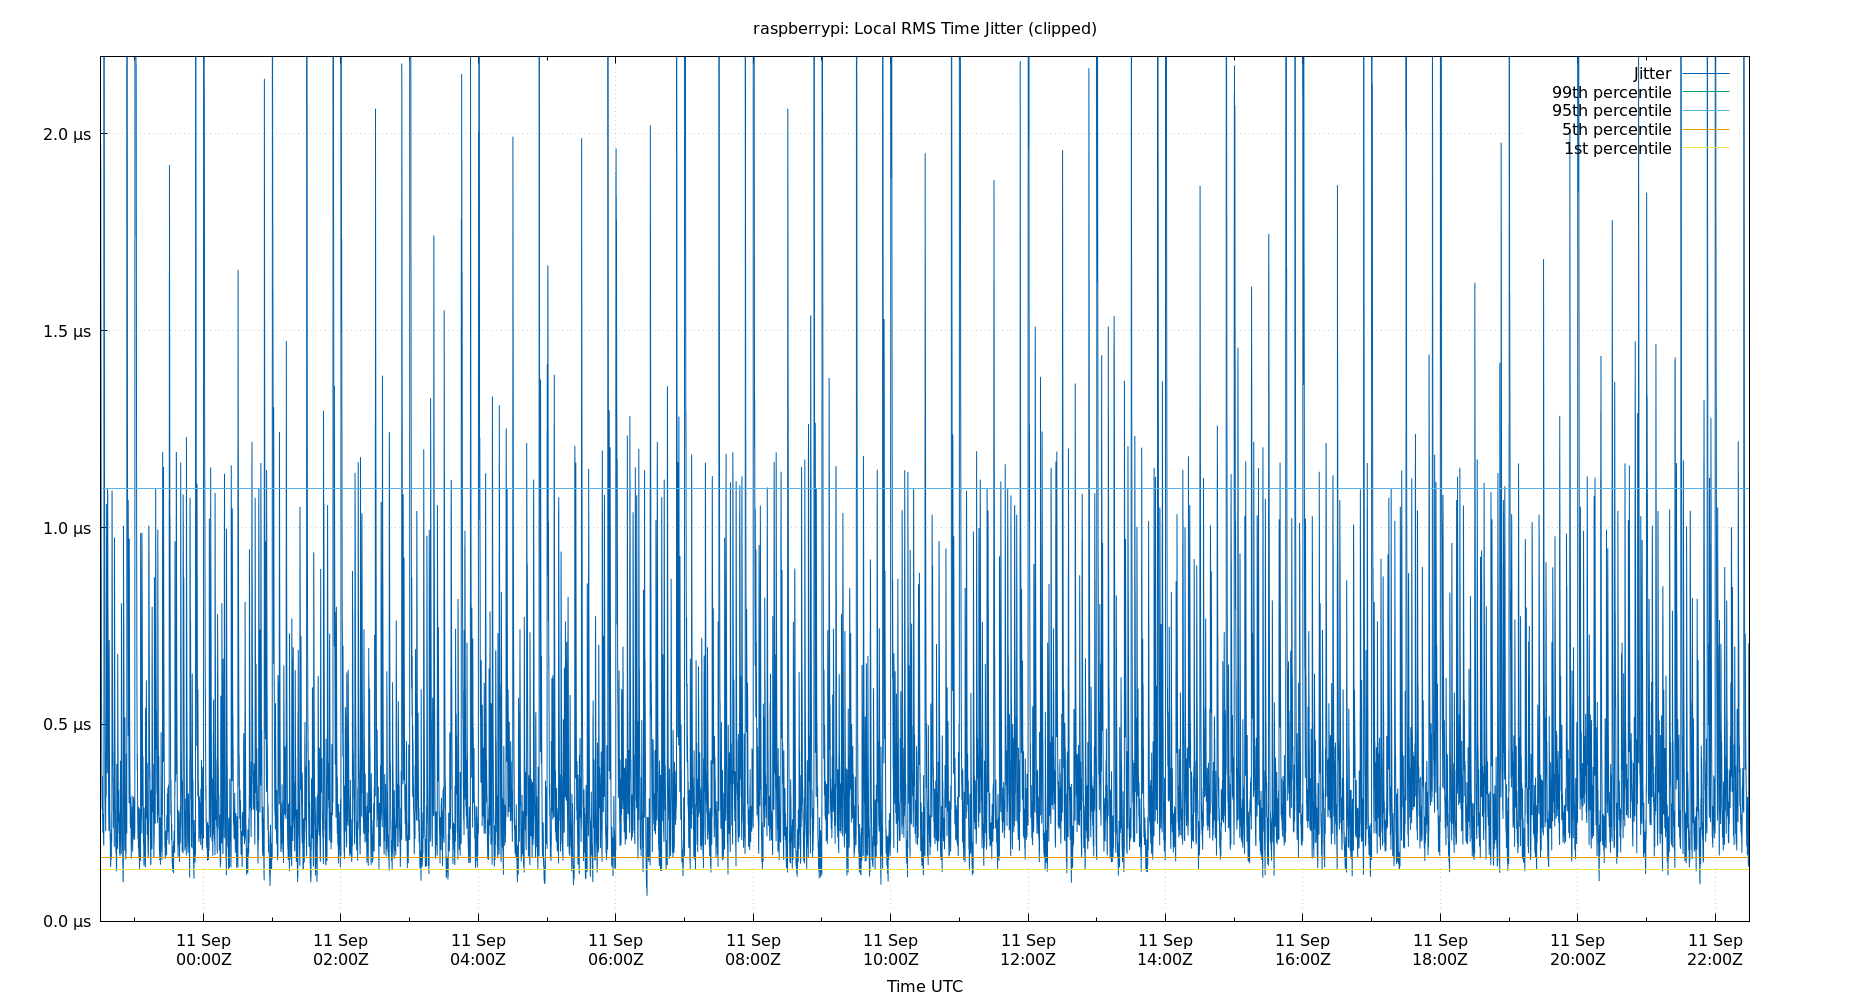 raspberrypi: Local RMS Time Jitter (clipped)
Jitter
99th percentile
95th percentile
5th percentile
1st percentile
2.0 µs
1.5 µs
1.0 µs
0.5 µs
0.0 µs
11 Sep 11 Sep 11 Sep 11 Sep 11 Sep 11 Sep 11 Sep 11 Sep 11 Sep 11 Sep 11 Sep 11 Sep
00:00Z 02:00Z 04:00Z 06:00Z 08:00Z 10:00Z 12:00Z 14:00Z 16:00Z 18:00Z 20:00Z 22:00Z
Time UTC